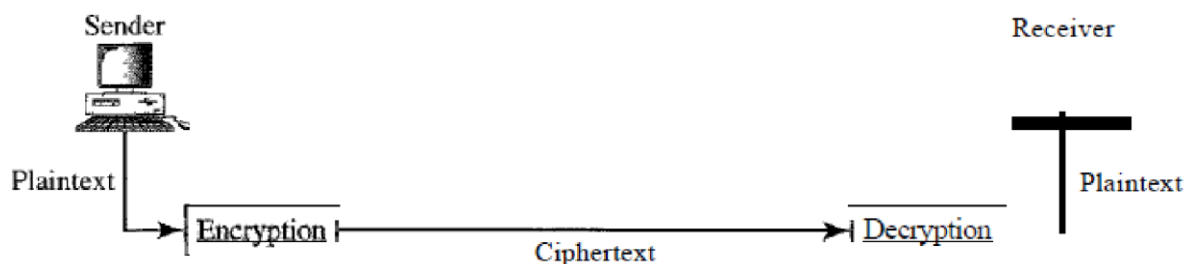 Sender
Receiver
Plaintext
Plaintext
Encryption
Decryption
Ciphertext